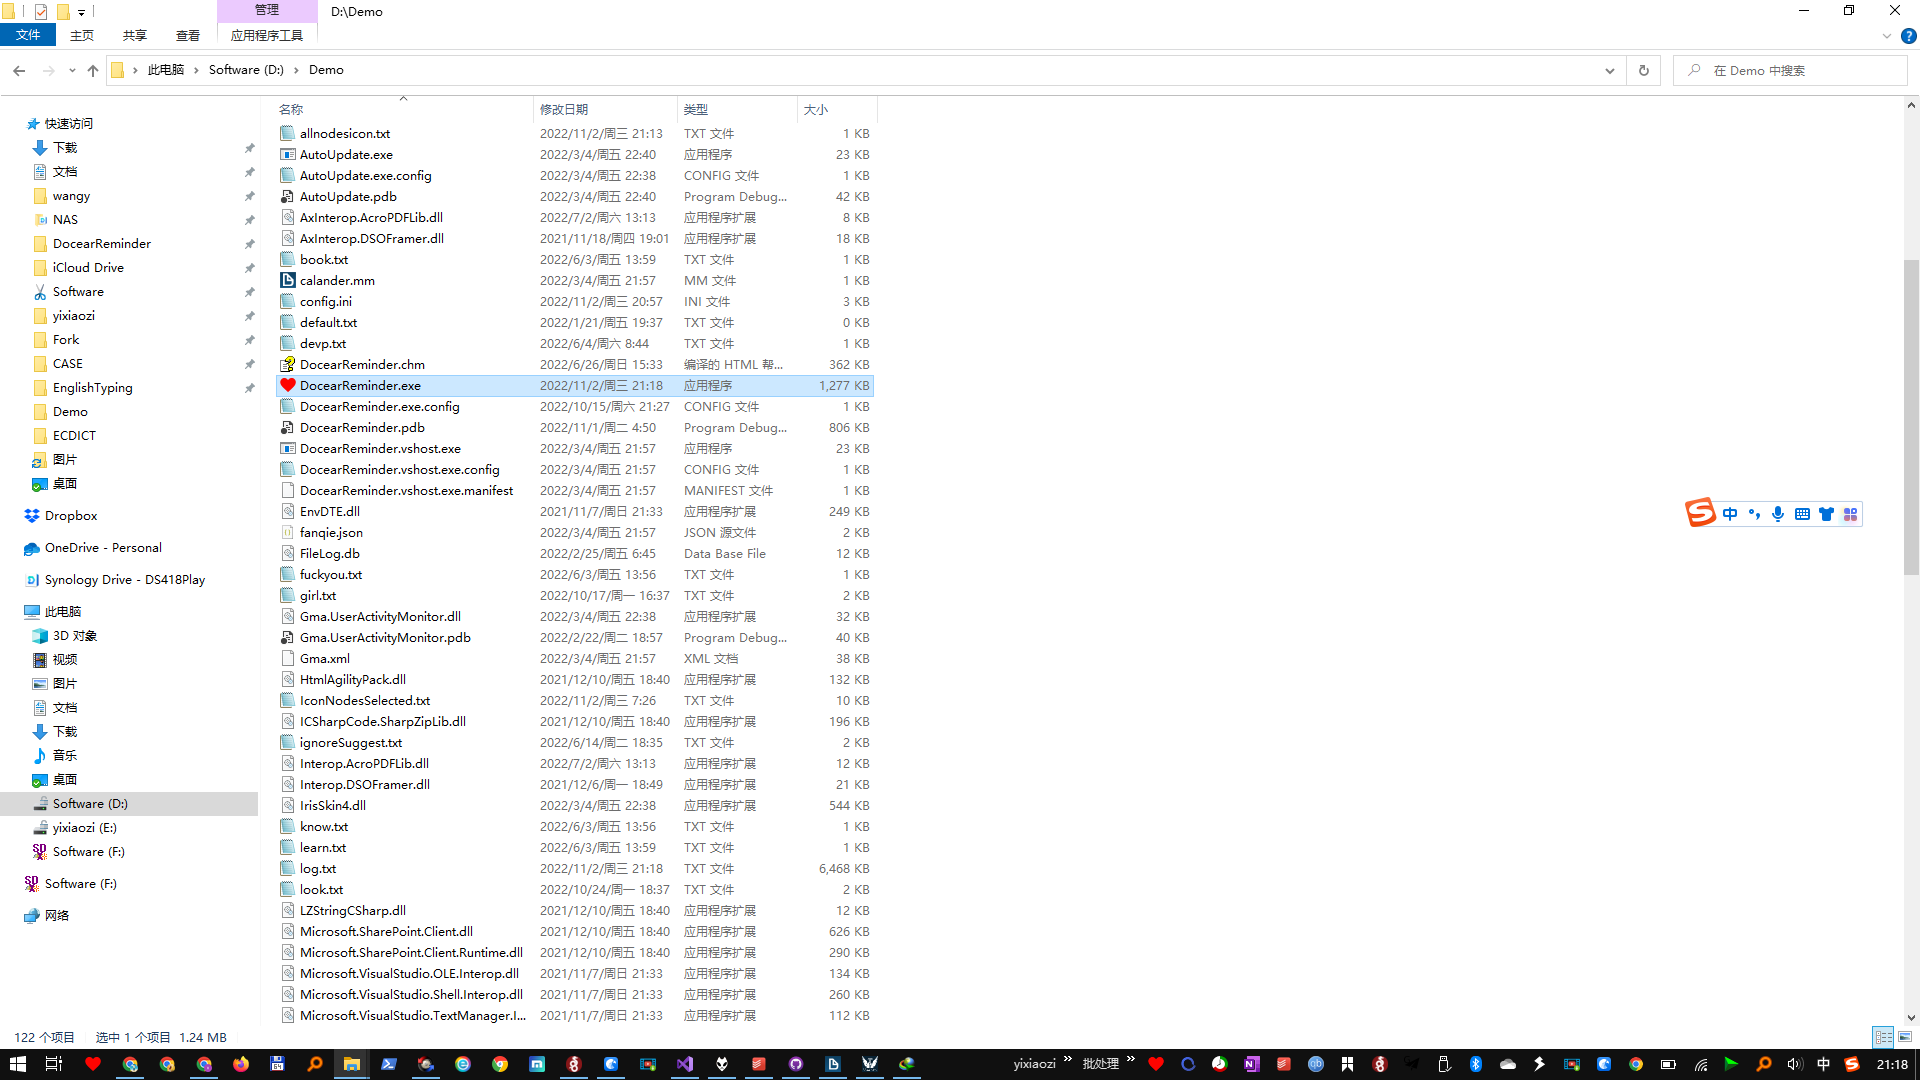 管理
D:\Demo
文件
主页
共享
查看
应用程序工具
此电脑
Software (D:)
Demo
在 Demo 中搜索
快速访问
下载
文档
wangy
NAS
DocearReminder
iCloud Drive
Software
yixiaozi
Fork
CASE
EnglishTyping
Demo
ECDICT
图片
桌面
Dropbox
OneDrive - Personal
Synology Drive - DS418Play
此电脑
3D 对象
视频
图片
文档
下载
音乐
桌面
Software (D:)
yixiaozi (E:)
Software (F:)
Software (F:)
网络
名称 修改日期 类型 大小
allnodesicon.txt 2022/11/2/周三 21:13 TXT 文件 1 KB
AutoUpdate.exe 2022/3/4/周五 22:40 应用程序 23 KB
AutoUpdate.exe.config 2022/3/4/周五 22:38 CONFIG 文件 1 KB
AutoUpdate.pdb 2022/3/4/周五 22:40 Program Debug... 42 KB
AxInterop.AcroPDFLib.dll 2022/7/2/周六 13:13 应用程序扩展 8 KB
AxInterop.DSOFramer.dll 2021/11/18/周四 19:01 应用程序扩展 18 KB
book.txt 2022/6/3/周五 13:59 TXT 文件 1 KB
calander.mm 2022/3/4/周五 21:57 MM 文件 1 KB
config.ini 2022/11/2/周三 20:57 INI 文件 3 KB
default.txt 2022/1/21/周五 19:37 TXT 文件 0 KB
devp.txt 2022/6/4/周六 8:44 TXT 文件 1 KB
DocearReminder.chm 2022/6/26/周日 15:33 编译的 HTML 帮... 362 KB
DocearReminder.exe 2022/11/2/周三 21:18 应用程序 1,277 KB
DocearReminder.exe.config 2022/10/15/周六 21:27 CONFIG 文件 1 KB
DocearReminder.pdb 2022/11/1/周二 4:50 Program Debug... 806 KB
DocearReminder.vshost.exe 2022/3/4/周五 21:57 应用程序 23 KB
DocearReminder.vshost.exe.config 2022/3/4/周五 21:57 CONFIG 文件 1 KB
DocearReminder.vshost.exe.manifest 2022/3/4/周五 21:57 MANIFEST 文件 1 KB
EnvDTE.dll 2021/11/7/周日 21:33 应用程序扩展 249 KB
fanqie.json 2022/3/4/周五 21:57 JSON 源文件 2 KB
FileLog.db 2022/2/25/周五 6:45 Data Base File 12 KB
fuckyou.txt 2022/6/3/周五 13:56 TXT 文件 1 KB
girl.txt 2022/10/17/周一 16:37 TXT 文件 2 KB
Gma.UserActivityMonitor.dll 2022/3/4/周五 22:38 应用程序扩展 32 KB
Gma.UserActivityMonitor.pdb 2022/2/22/周二 18:57 Program Debug... 40 KB
Gma.xml 2022/3/4/周五 21:57 XML 文档 38 KB
HtmlAgilityPack.dll 2021/12/10/周五 18:40 应用程序扩展 132 KB
IconNodesSelected.txt 2022/11/2/周三 7:26 TXT 文件 10 KB
ICSharpCode.SharpZipLib.dll 2021/12/10/周五 18:40 应用程序扩展 196 KB
ignoreSuggest.txt 2022/6/14/周二 18:35 TXT 文件 2 KB
Interop.AcroPDFLib.dll 2022/7/2/周六 13:13 应用程序扩展 12 KB
Interop.DSOFramer.dll 2021/12/6/周一 18:49 应用程序扩展 21 KB
IrisSkin4.dll 2022/3/4/周五 22:38 应用程序扩展 544 KB
know.txt 2022/6/3/周五 13:56 TXT 文件 1 KB
learn.txt 2022/6/3/周五 13:59 TXT 文件 1 KB
log.txt 2022/11/2/周三 21:18 TXT 文件 6,468 KB
look.txt 2022/10/24/周一 18:37 TXT 文件 2 KB
LZStringCSharp.dll 2021/12/10/周五 18:40 应用程序扩展 12 KB
Microsoft.SharePoint.Client.dll 2021/12/10/周五 18:40 应用程序扩展 626 KB
Microsoft.SharePoint.Client.Runtime.dll 2021/12/10/周五 18:40 应用程序扩展 290 KB
Microsoft.VisualStudio.OLE.Interop.dll 2021/11/7/周日 21:33 应用程序扩展 134 KB
Microsoft.VisualStudio.Shell.Interop.dll 2021/11/7/周日 21:33 应用程序扩展 260 KB
Microsoft.VisualStudio.TextManager.I... 2021/11/7/周日 21:33 应用程序扩展 112 KB
中
122 个项目 选中 1 个项目 1.24 MB
yixiaozi 批处理 中 21:18